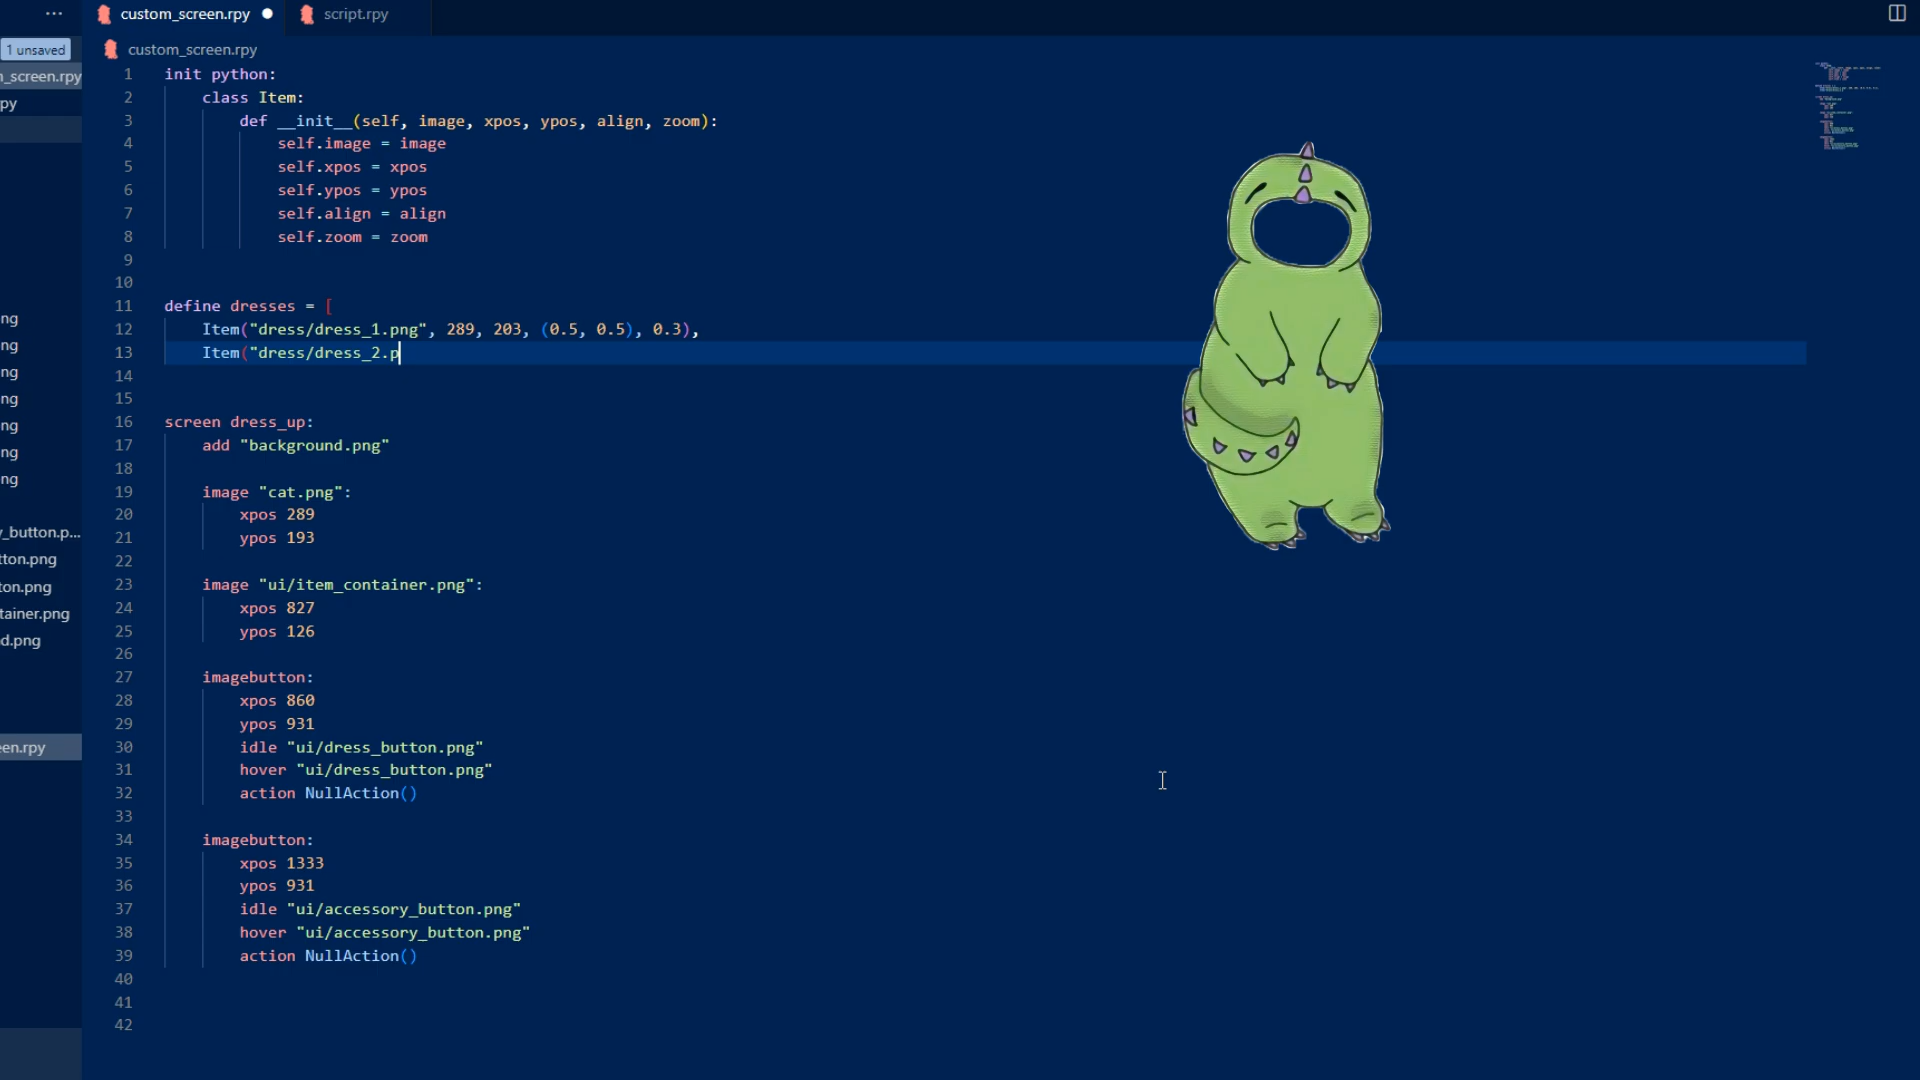 custom_screen.rpy
script.rpy
1 unsaved
custom_screen.rpy
_screen.rpy
py
ng
ng
ng
ng
ng
ng
ng
y_button.p...
tton.png
ton.png
tainer.png
d.png
een.rpy
1 init python:
2 class Item:
3 def __init__(self, image, xpos, ypos, align, zoom):
4 self.image = image
5 self.xpos = xpos
6 self.ypos = ypos
7 self.align = align
8 self.zoom = zoom
9
10
11 define dresses = [
12 Item("dress/dress_1.png", 289, 203, (0.5, 0.5), 0.3),
13 Item("dress/dress_2.p
14
15
16 screen dress_up:
17 add "background.png"
18
19 image "cat.png":
20 xpos 289
21 ypos 193
22
23 image "ui/item_container.png":
24 xpos 827
25 ypos 126
26
27 imagebutton:
28 xpos 860
29 ypos 931
30 idle "ui/dress_button.png"
31 hover "ui/dress_button.png"
32 action NullAction()
33
34 imagebutton:
35 xpos 1333
36 ypos 931
37 idle "ui/accessory_button.png"
38 hover "ui/accessory_button.png"
39 action NullAction()
40
41
42